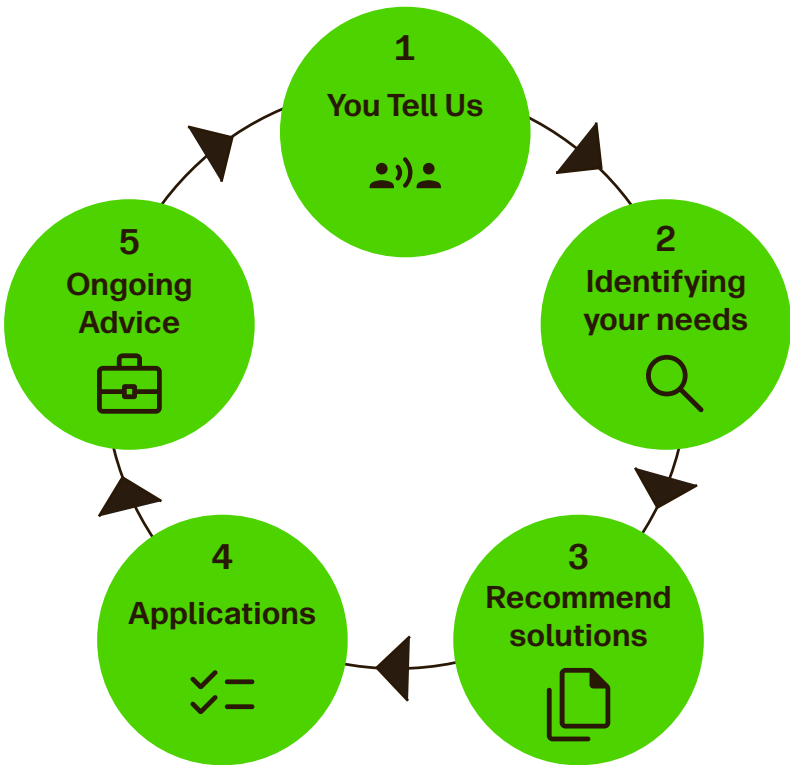 1
You Tell Us
2
Identifying
your needs
3
Recommend
solutions
4
Applications
5
Ongoing
Advice